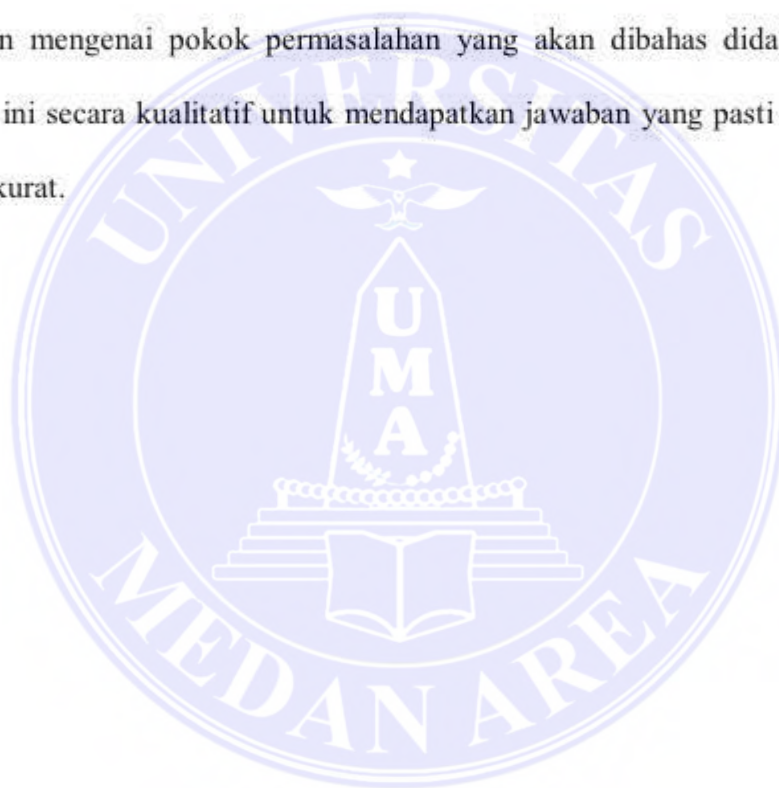 n mengenai pokok permasalahan yang akan dibahas dida
ini secara kualitatif untuk mendapatkan jawaban yang pasti
kurat.
UNIVERSITAS
UMA
MEDAN AREA